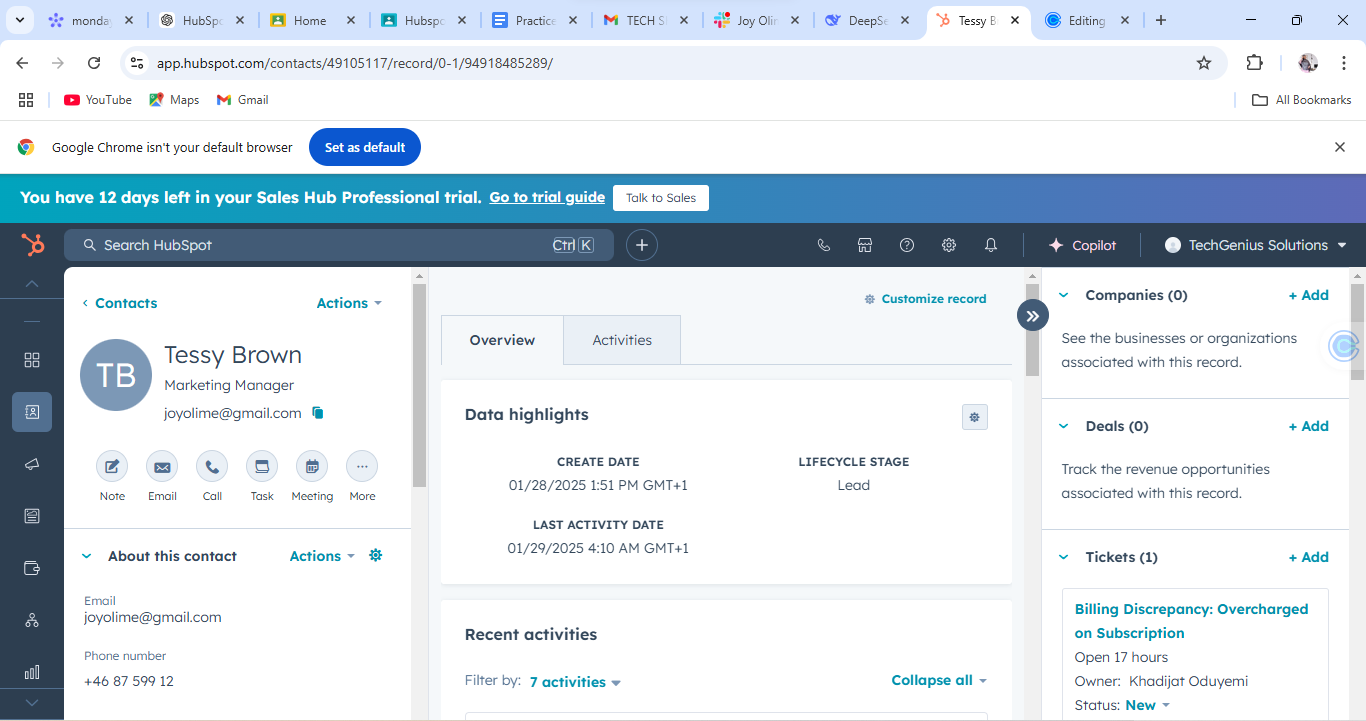 monday
HubSpo
Home
Hubspo
Practice
TECH S
Joy Olim
DeepSe
Tessy B
Editing
app.hubspot.com/contacts/49105117/record/0-1/94918485289/
YouTube
Maps
Gmail
All Bookmarks
Google Chrome isn't your default browser
Set as default
You have 12 days left in your Sales Hub Professional trial. Go to trial guide
Talk to Sales
Search HubSpot
Ctrl K
Copilot
TechGenius Solutions
Contacts
Actions
TB
Tessy Brown
Marketing Manager
joyolime@gmail.com
Note
Email
Call
Task
Meeting
More
About this contact
Actions
Email
joyolime@gmail.com
Phone number
+46 87 599 12
Customize record
Overview
Activities
Data highlights
CREATE DATE
01/28/2025 1:51 PM GMT+1
LIFECYCLE STAGE
Lead
LAST ACTIVITY DATE
01/29/2025 4:10 AM GMT+1
Recent activities
Filter by: 7 activities
Collapse all
Companies (0)
+ Add
See the businesses or organizations
associated with this record.
Deals (0)
+ Add
Track the revenue opportunities
associated with this record.
Tickets (1)
+ Add
Billing Discrepancy: Overcharged
on Subscription
Open 17 hours
Owner: Khadijat Oduyemi
Status: New